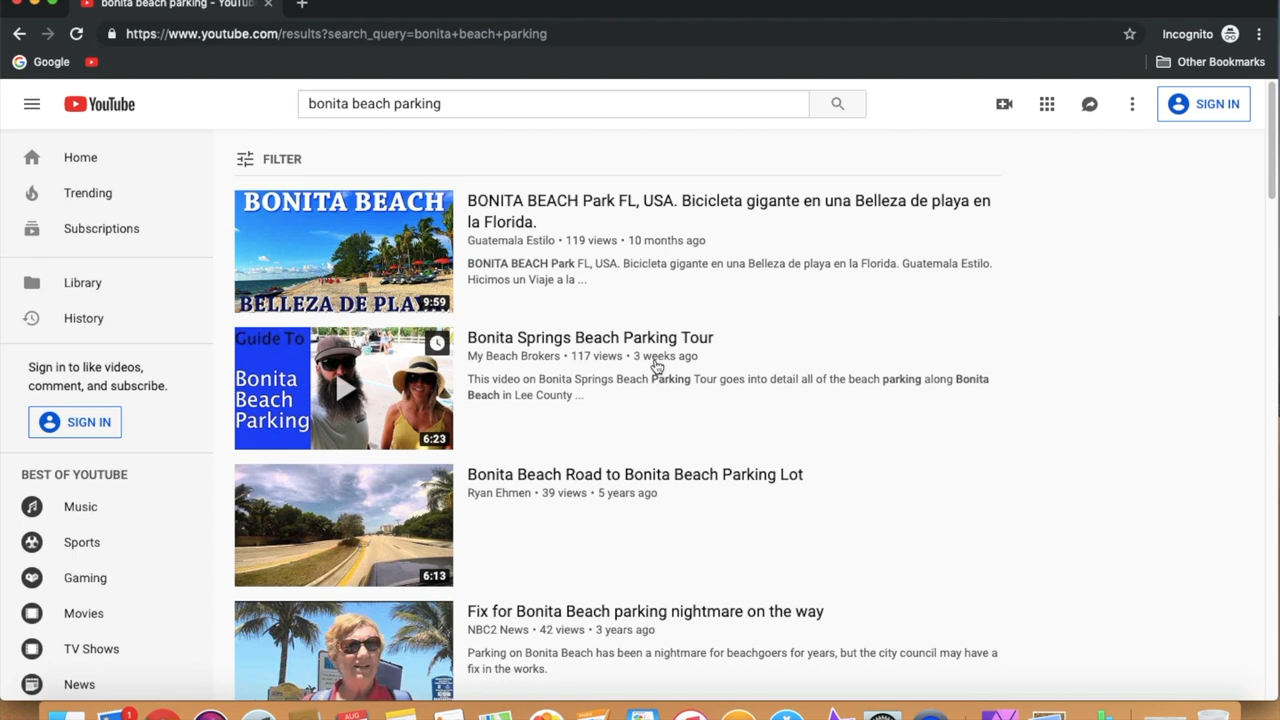 bonita beach parking - YouTub
https://www.youtube.com/results?search_query=bonita+beach+parking
Incognito
Google
Other Bookmarks
YouTube
bonita beach parking
SIGN IN
Home
Trending
Subscriptions
Library
History
Sign in to like videos,
comment, and subscribe.
SIGN IN
BEST OF YOUTUBE
Music
Sports
Gaming
Movies
TV Shows
News
FILTER
BONITA BEACH
BELLEZA DE PLAY
9:59
BONITA BEACH Park FL, USA. Bicicleta gigante en una Belleza de playa en
la Florida.
Guatemala Estilo • 119 views • 10 months ago
BONITA BEACH Park FL, USA. Bicicleta gigante en una Belleza de playa en la Florida. Guatemala Estilo.
Hicimos un Viaje a la ...
Guide To
Bonita
Beach
Parking
6:23
Bonita Springs Beach Parking Tour
My Beach Brokers • 117 views • 3 weeks ago
This video on Bonita Springs Beach Parking Tour goes into detail all of the beach parking along Bonita
Beach in Lee County ...
6:13
Bonita Beach Road to Bonita Beach Parking Lot
Ryan Ehmen • 39 views • 5 years ago
Fix for Bonita Beach parking nightmare on the way
NBC2 News • 42 views • 3 years ago
Parking on Bonita Beach has been a nightmare for beachgoers for years, but the city council may have a
fix in the works.
1
AUG